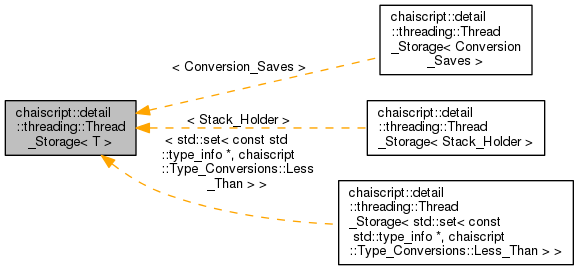 chaiscript::detail
::threading::Thread
_Storage< T >
< Conversion_Saves >
< Stack_Holder >
< std::set< const std
::type_info *, chaiscript
::Type_Conversions::Less
_Than > >
chaiscript::detail
::threading::Thread
_Storage< Conversion
_Saves >
chaiscript::detail
::threading::Thread
_Storage< Stack_Holder >
chaiscript::detail
::threading::Thread
_Storage< std::set< const
std::type_info *, chaiscript
::Type_Conversions::Less_Than > >